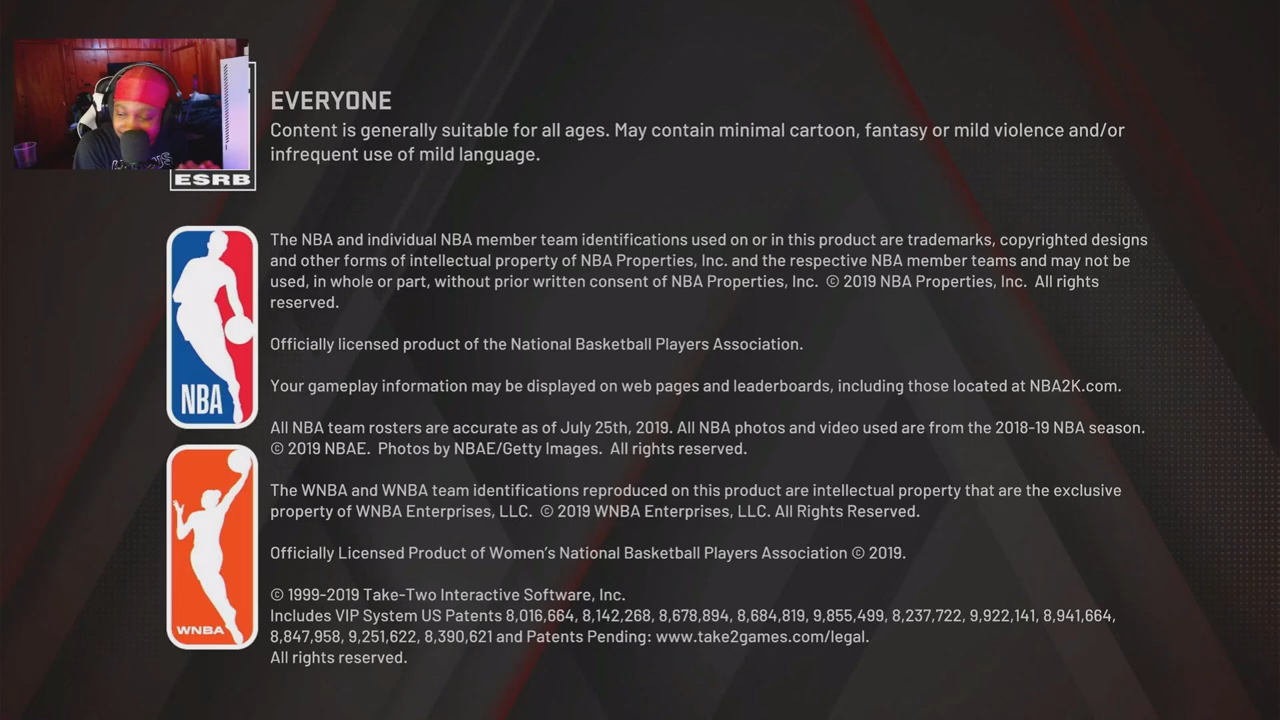 EVERYONE
Content is generally suitable for all ages. May contain minimal cartoon, fantasy or mild violence and/or
infrequent use of mild language.
ESRB
The NBA and individual NBA member team identifications used on or in this product are trademarks, copyrighted designs
and other forms of intellectual property of NBA Properties, Inc. and the respective NBA member teams and may not be
used, in whole or part, without prior written consent of NBA Properties, Inc. © 2019 NBA Properties, Inc. All rights
reserved.
Officially licensed product of the National Basketball Players Association.
Your gameplay information may be displayed on web pages and leaderboards, including those located at NBA2K.com.
NBA
All NBA team rosters are accurate as of July 25th, 2019. All NBA photos and video used are from the 2018-19 NBA season.
© 2019 NBAE. Photos by NBAE/Getty Images. All rights reserved.
The WNBA and WNBA team identifications reproduced on this product are intellectual property that are the exclusive
property of WNBA Enterprises, LLC. © 2019 WNBA Enterprises, LLC. All Rights Reserved.
Officially Licensed Product of Women's National Basketball Players Association © 2019.
© 1999-2019 Take-Two Interactive Software, Inc.
Includes VIP System US Patents 8,016,664, 8,142,268, 8,678,894, 8,684,819, 9,855,499, 8,237,722, 9,922,141, 8,941,664,
WNBA
8,847,958, 9,251,622, 8,390,621 and Patents Pending: www.take2games.com/legal.
All rights reserved.